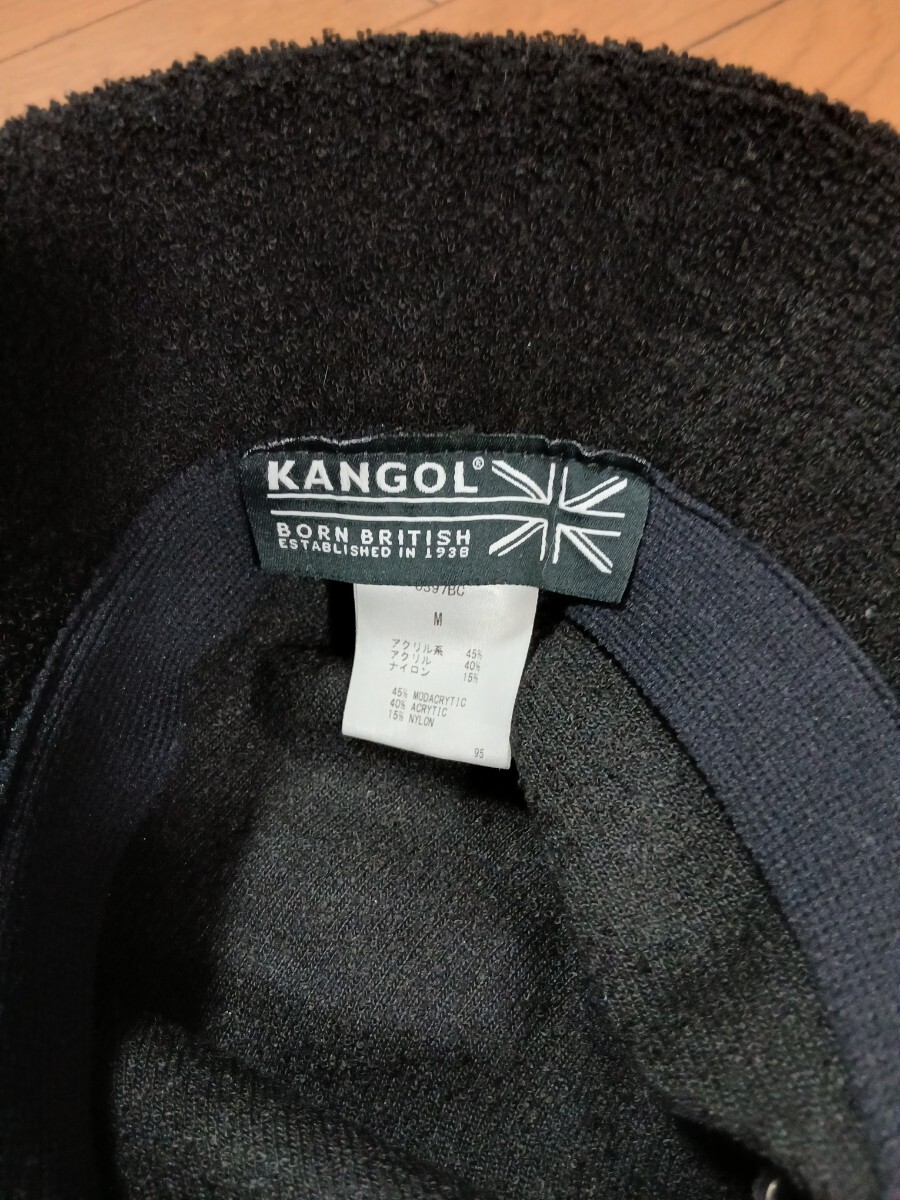 KANGOL®
BORN BRITISH
ESTABLISHED IN 1938
0397BC
M
アクリル系 45%
アクリル 40%
ナイロン 15%
45% MODACRYTIC
40% ACRYTIC
15% NYLON
95